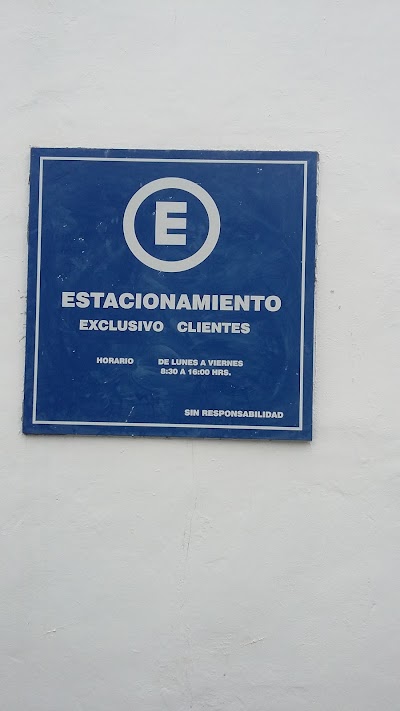 E
ESTACIONAMIENTO
EXCLUSIVO CLIENTES
HORARIO DE LUNES A VIERNES
8:30 A 16:00 HRS.
SIN RESPONSABILIDAD